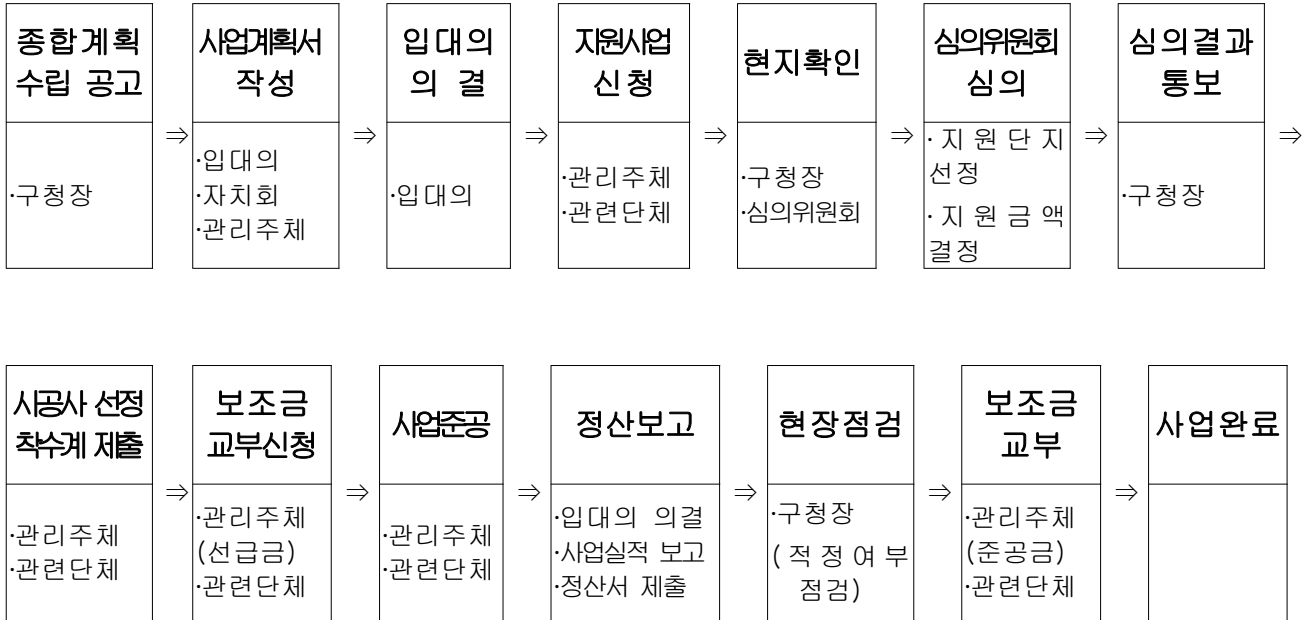 종합계획
수립 공고
·구청장
⇒
사업계획서
작성
·입대의
·자치회
·관리주체
⇒
입대의
의 결
·입대의
⇒
지원사업
신청
·관리주체
·관련단체
⇒
현지확인
·구청장
·심의위원회
⇒
심의위원회
심의
·지원단지
선정
·지원금액
결정
⇒
심의결과
통보
·구청장
⇒
시공사 선정
착수계 제출
·관리주체
·관련단체
⇒
보조금
교부신청
·관리주체
(선급금)
·관련단체
⇒
사업준공
·관리주체
·관련단체
⇒
정산보고
·입대의 의결
·사업실적 보고
·정산서 제출
⇒
현장점검
·구청장
(적정여부
점검)
⇒
보조금
교부
·관리주체
(준공금)
·관련단체
⇒
사업완료